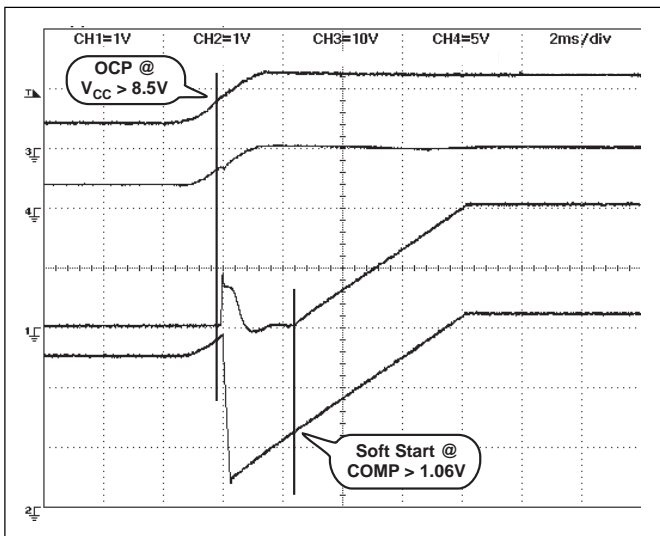 CH1=1V CH2=1V CH3=10V CH4=5V 2ms/div
OCP @
VCC > 8.5V
T
3
4
1
Soft Start @
COMP > 1.06V
2